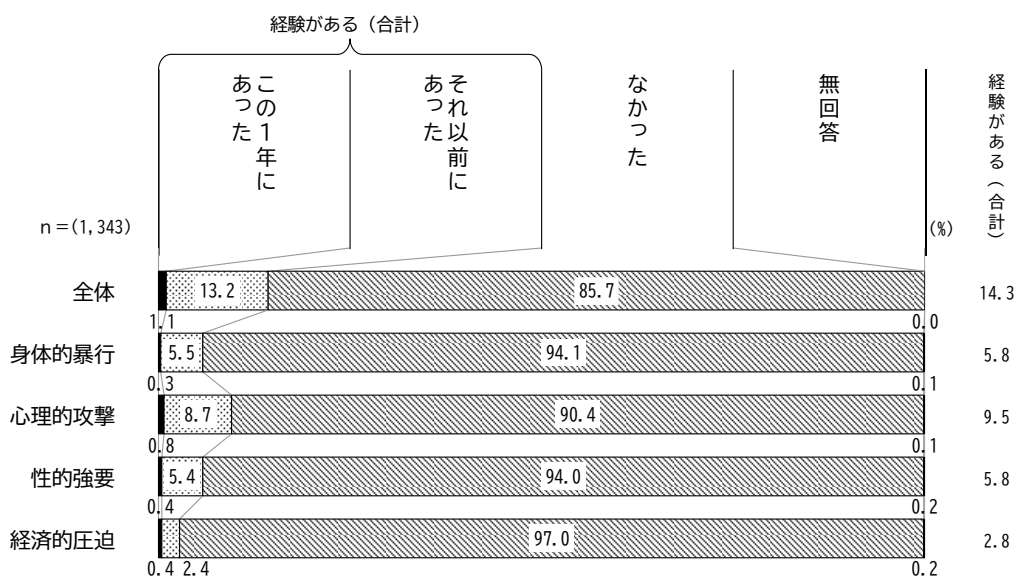 経験がある（合計）
この1年に
あった
それ以前に
あった
なかった
無回答
経験がある（合計）
n=(1,343)
(%)
全体
13.2
85.7
14.3
1.1
0.0
身体的暴行
5.5
94.1
5.8
0.3
0.1
心理的攻撃
8.7
90.4
9.5
0.8
0.1
性的強要
5.4
94.0
5.8
0.4
0.2
経済的圧迫
97.0
2.8
0.4
2.4
0.2